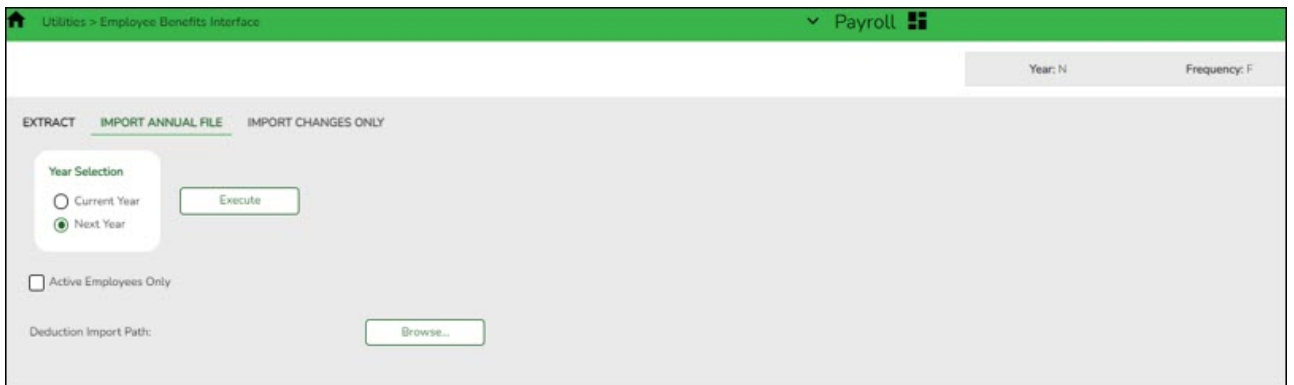 Utilities > Employee Benefits Interface
Payroll
Year: N
Frequency: F
EXTRACT
IMPORT ANNUAL FILE
IMPORT CHANGES ONLY
Year Selection
Current Year
Execute
Next Year
Active Employees Only
Deduction Import Path:
Browse...